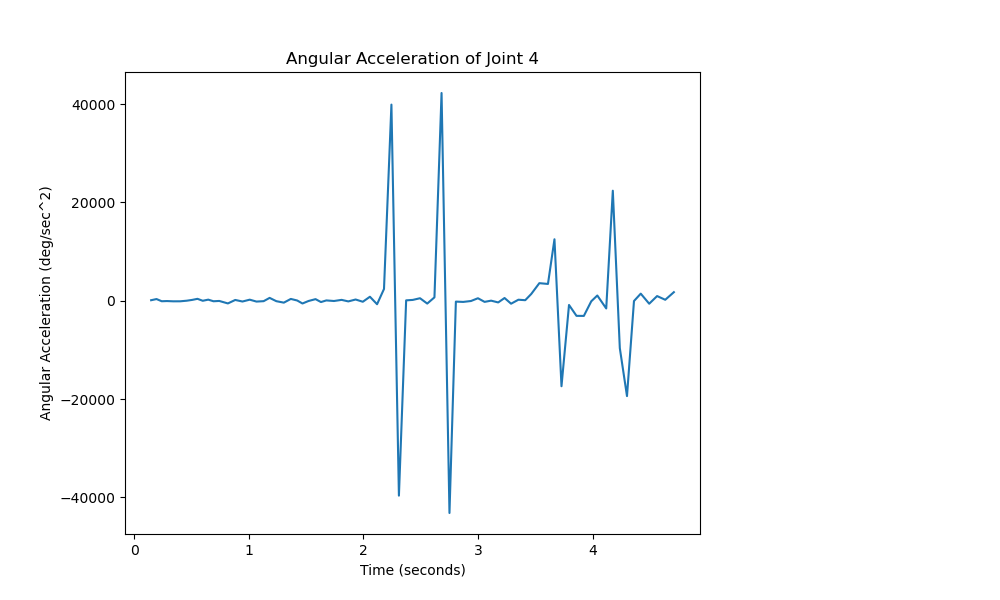 Angular Acceleration of Joint 4
Angular Acceleration (deg/sec^2)
40000
20000
0
−20000
−40000
0 1 2 3 4
Time (seconds)